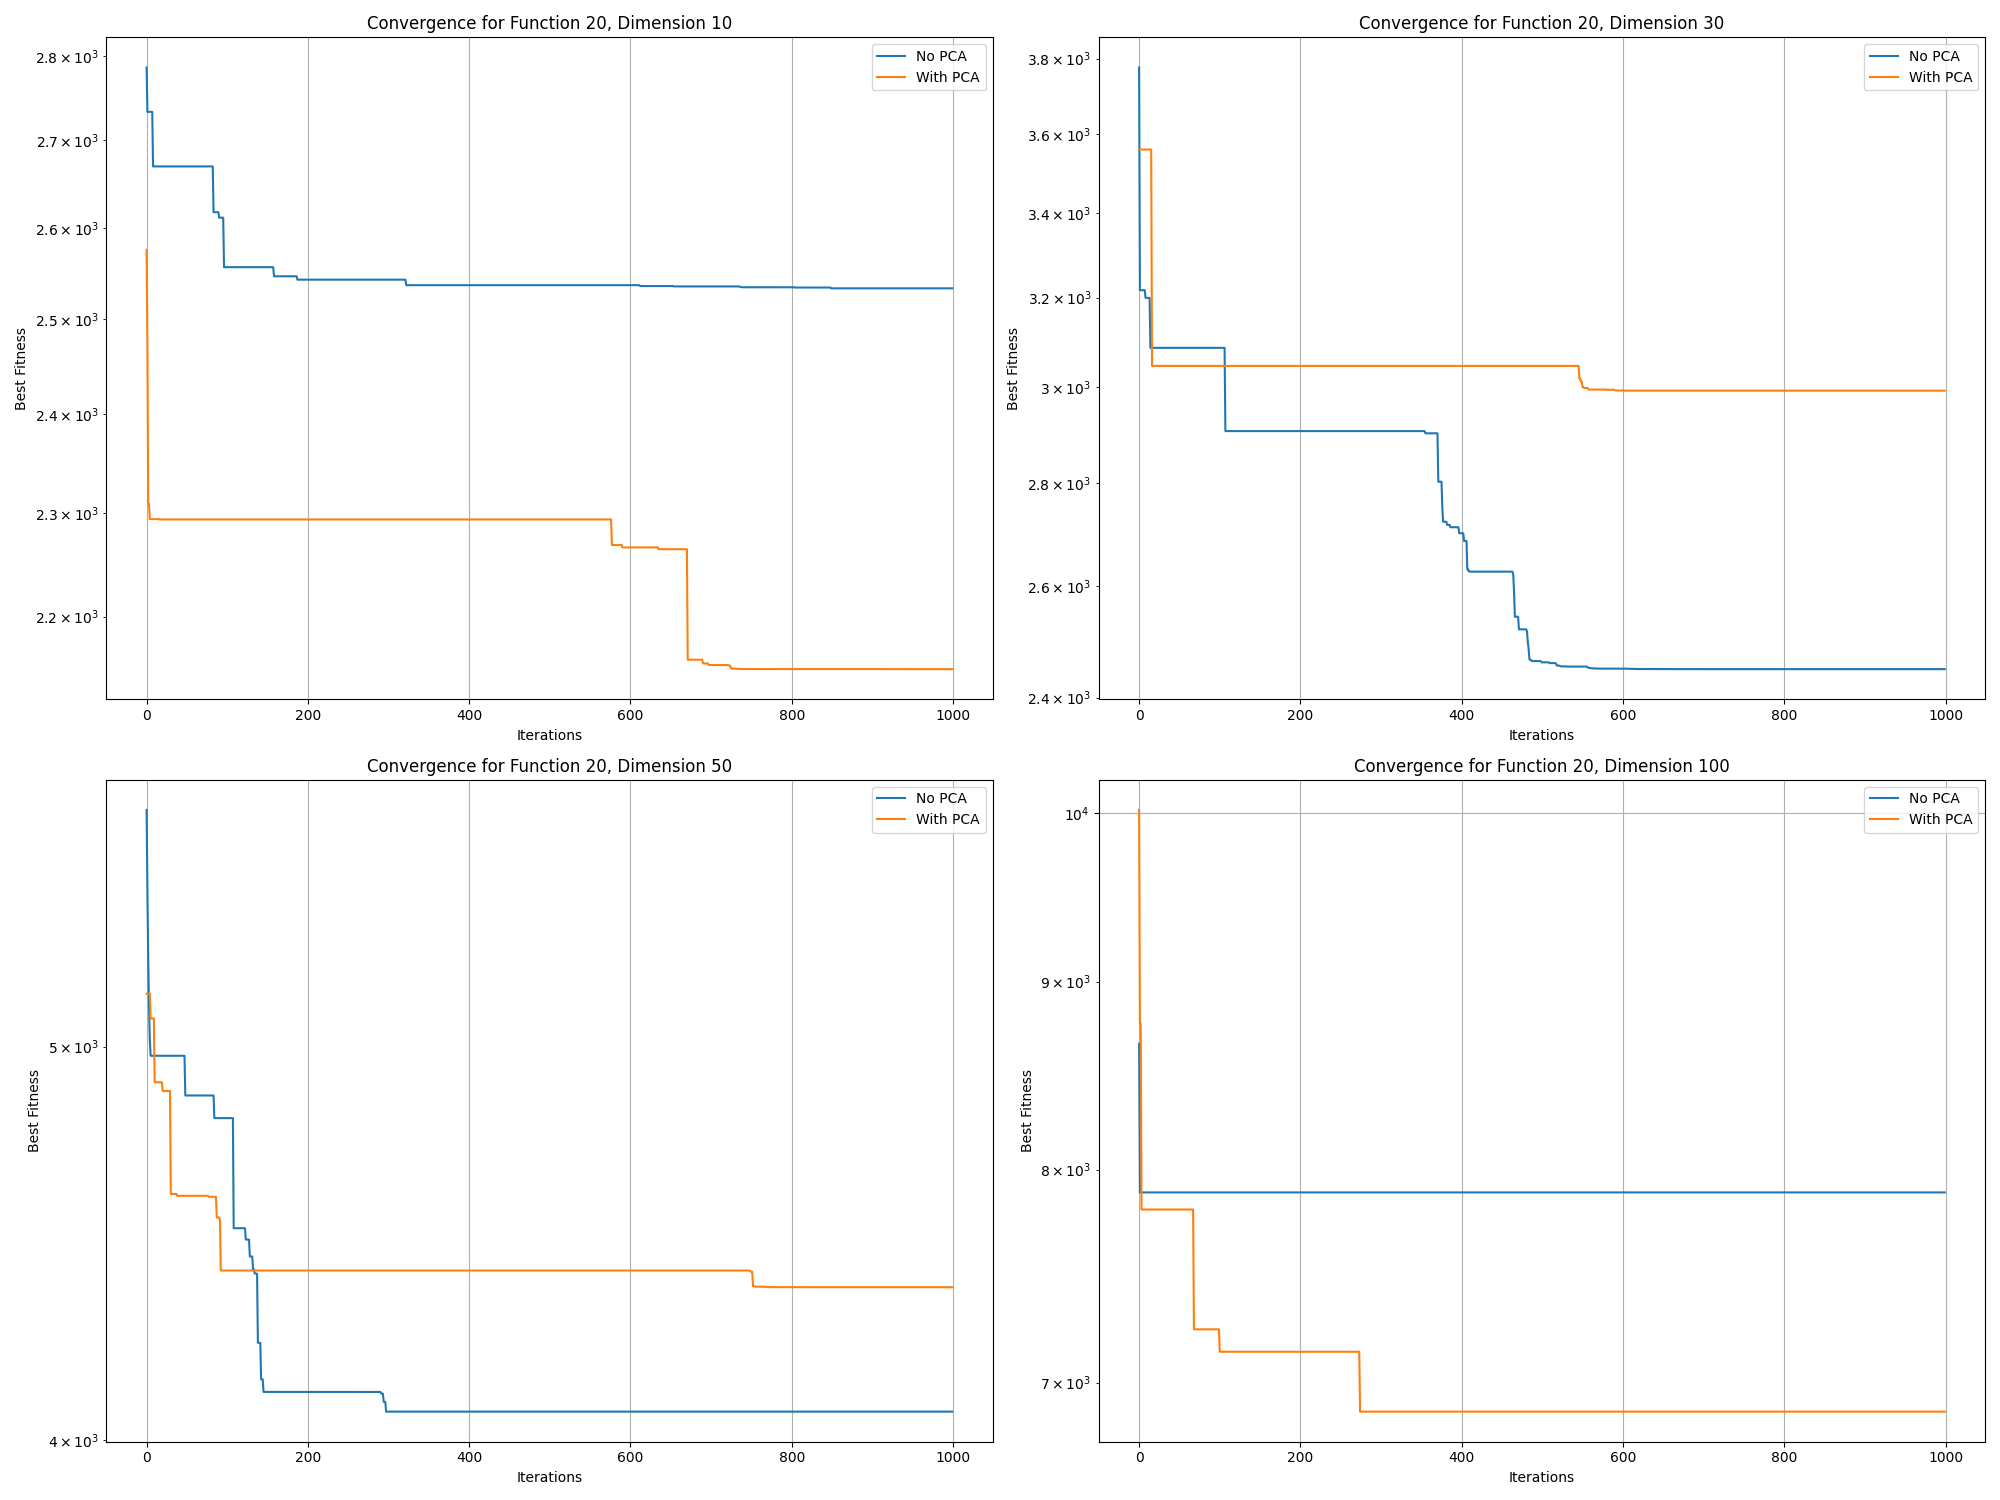 Convergence for Function 20, Dimension 10
No PCA
With PCA
2.8 × 10³
2.7 × 10³
2.6 × 10³
2.5 × 10³
2.4 × 10³
2.3 × 10³
2.2 × 10³
Best Fitness
0 200 400 600 800 1000
Iterations
Convergence for Function 20, Dimension 30
No PCA
With PCA
3.8 × 10³
3.6 × 10³
3.4 × 10³
3.2 × 10³
3 × 10³
2.8 × 10³
2.6 × 10³
2.4 × 10³
Best Fitness
0 200 400 600 800 1000
Iterations
Convergence for Function 20, Dimension 50
No PCA
With PCA
5 × 10³
4 × 10³
Best Fitness
0 200 400 600 800 1000
Iterations
Convergence for Function 20, Dimension 100
No PCA
With PCA
10⁴
9 × 10³
8 × 10³
7 × 10³
Best Fitness
0 200 400 600 800 1000
Iterations